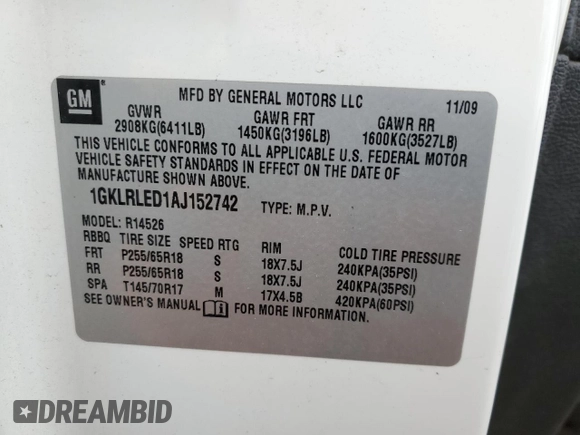 GM
MFD BY GENERAL MOTORS LLC 11/09
GVWR GAWR FRT GAWR RR
2908KG(6411LB) 1450KG(3196LB) 1600KG(3527LB)
THIS VEHICLE CONFORMS TO ALL APPLICABLE U.S. FEDERAL MOTOR
VEHICLE SAFETY STANDARDS IN EFFECT ON THE DATE OF
MANUFACTURE SHOWN ABOVE.
1GKLRLED1AJ152742 TYPE: M.P.V.
MODEL: R14526
RBBQ TIRE SIZE SPEED RTG RIM COLD TIRE PRESSURE
FRT P255/65R18 S 18X7.5J 240KPA(35PSI)
RR P255/65R18 S 18X7.5J 240KPA(35PSI)
SPA T145/70R17 M 17X4.5B 420KPA(60PSI)
SEE OWNER'S MANUAL i FOR MORE INFORMATION.
DREAMBID